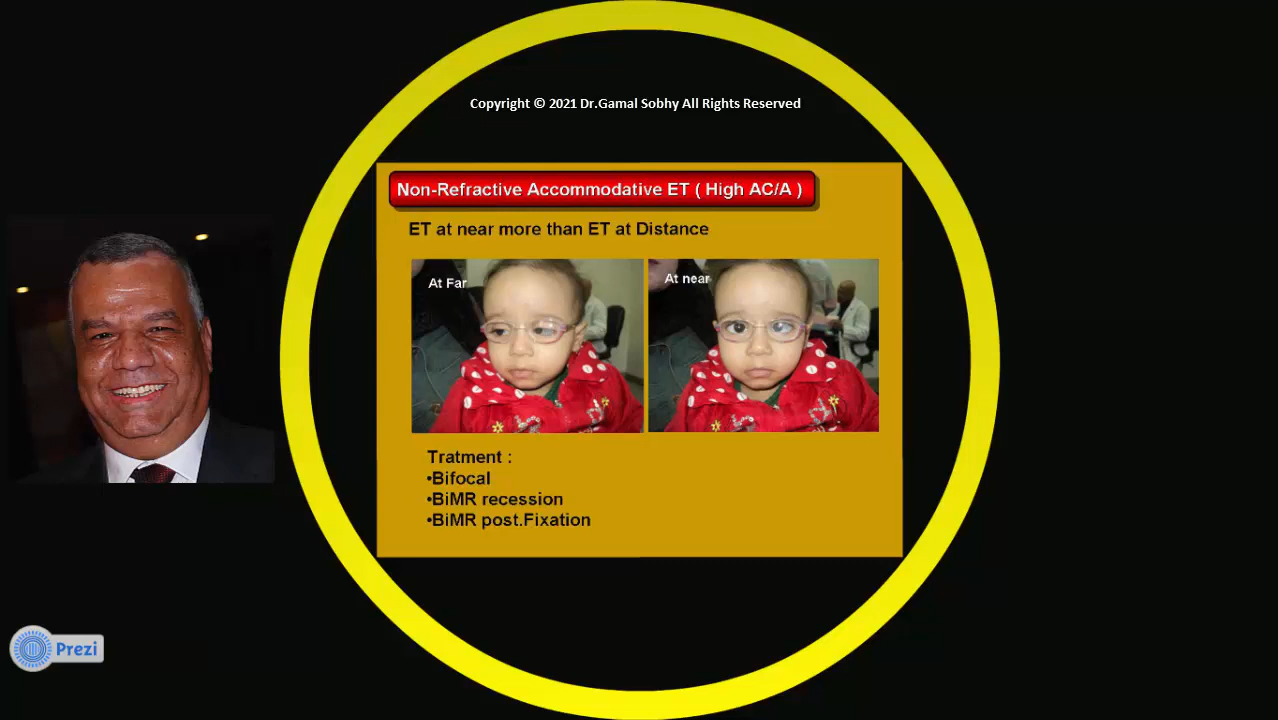 Copyright © 2021 Dr.Gamal Sobhy All Rights Reserved
Non-Refractive Accommodative ET ( High AC/A )
ET at near more than ET at Distance
At Far
At near
Tratment :
•Bifocal
•BiMR recession
•BiMR post.Fixation
Prezi